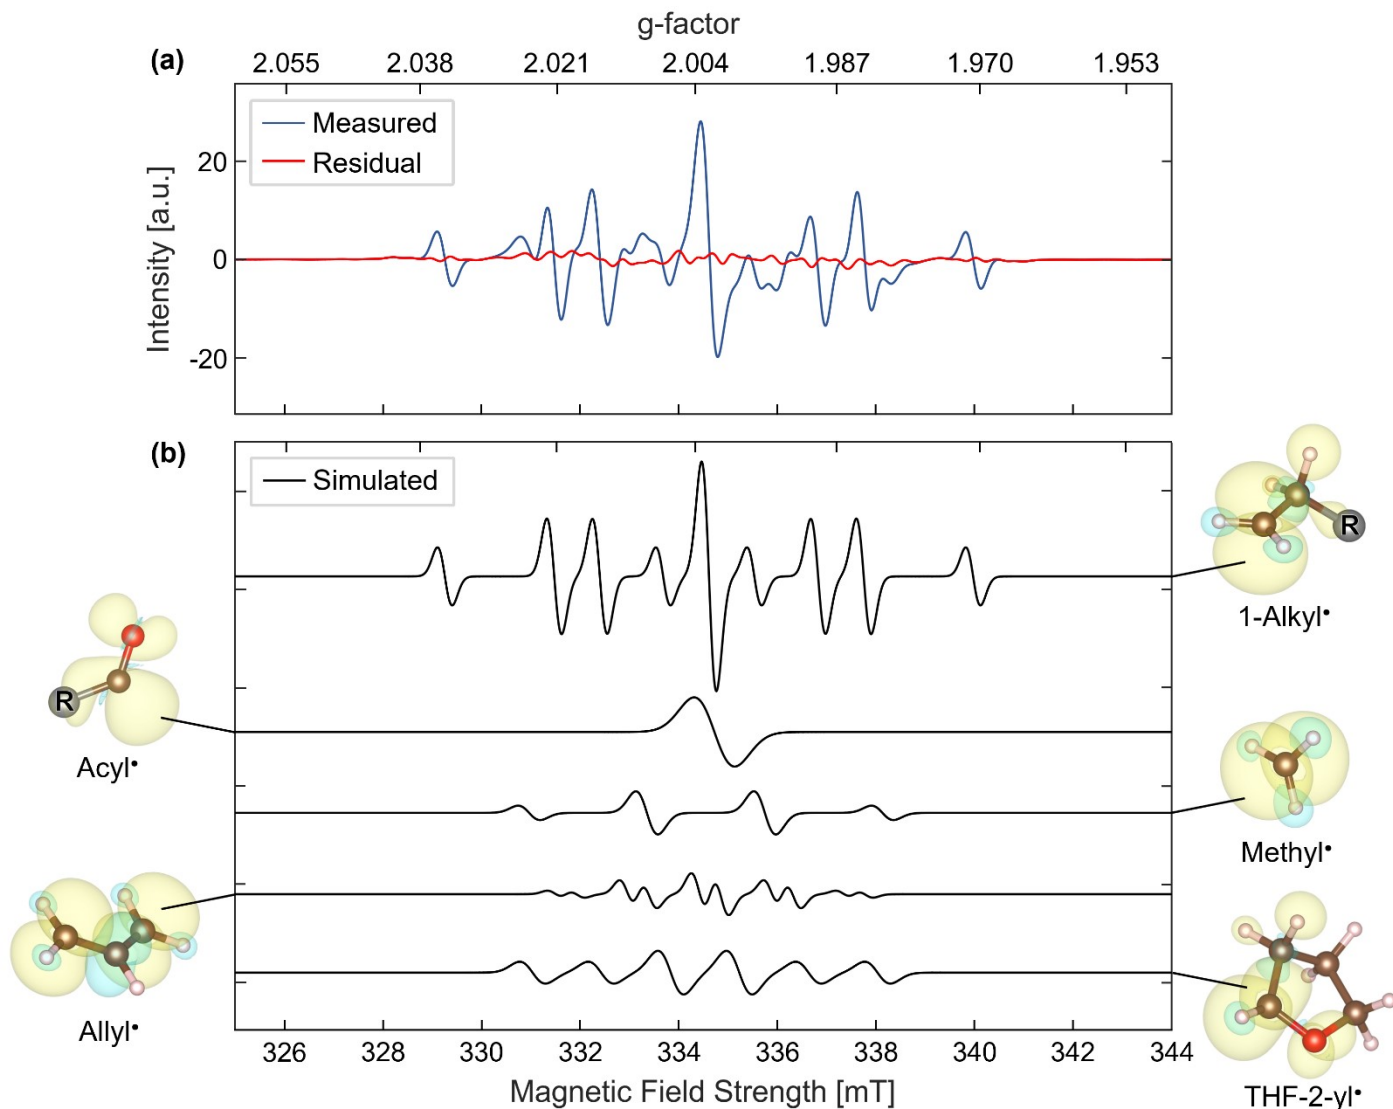 g-factor
(a)
2.055 2.038 2.021 2.004 1.987 1.970 1.953
Measured
Residual
Intensity [a.u.]
20
0
-20
(b)
Simulated
R
1-Alkyl•
R
Acyl•
Methyl•
Allyl•
THF-2-yl•
326 328 330 332 334 336 338 340 342 344
Magnetic Field Strength [mT]